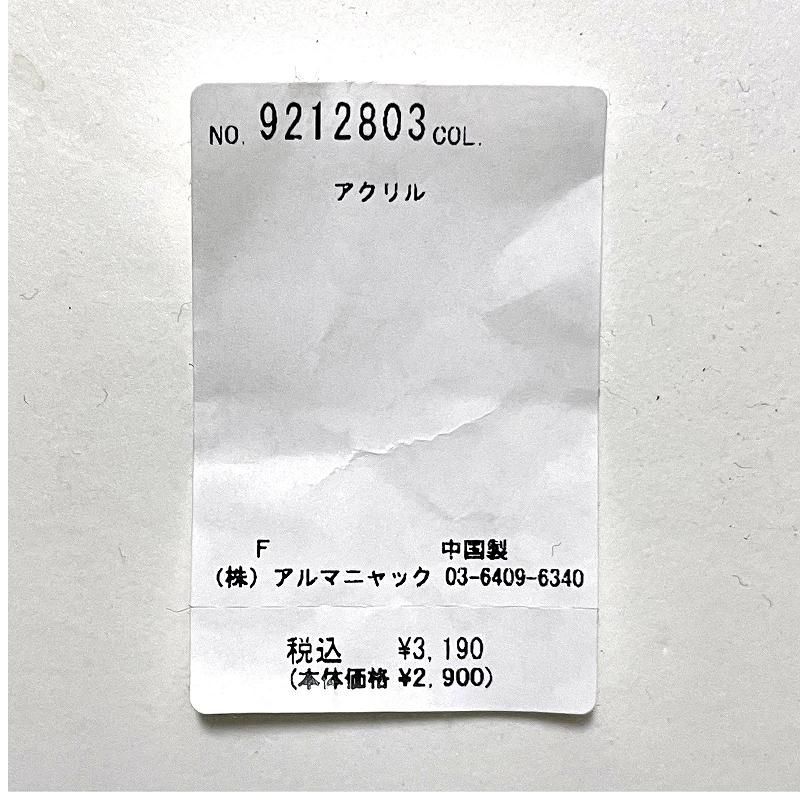 NO. 9212803 COL.
アクリル
F 中国製
(株) アルマニャック 03-6409-6340
税込 ¥3,190
(本体価格 ¥2,900)